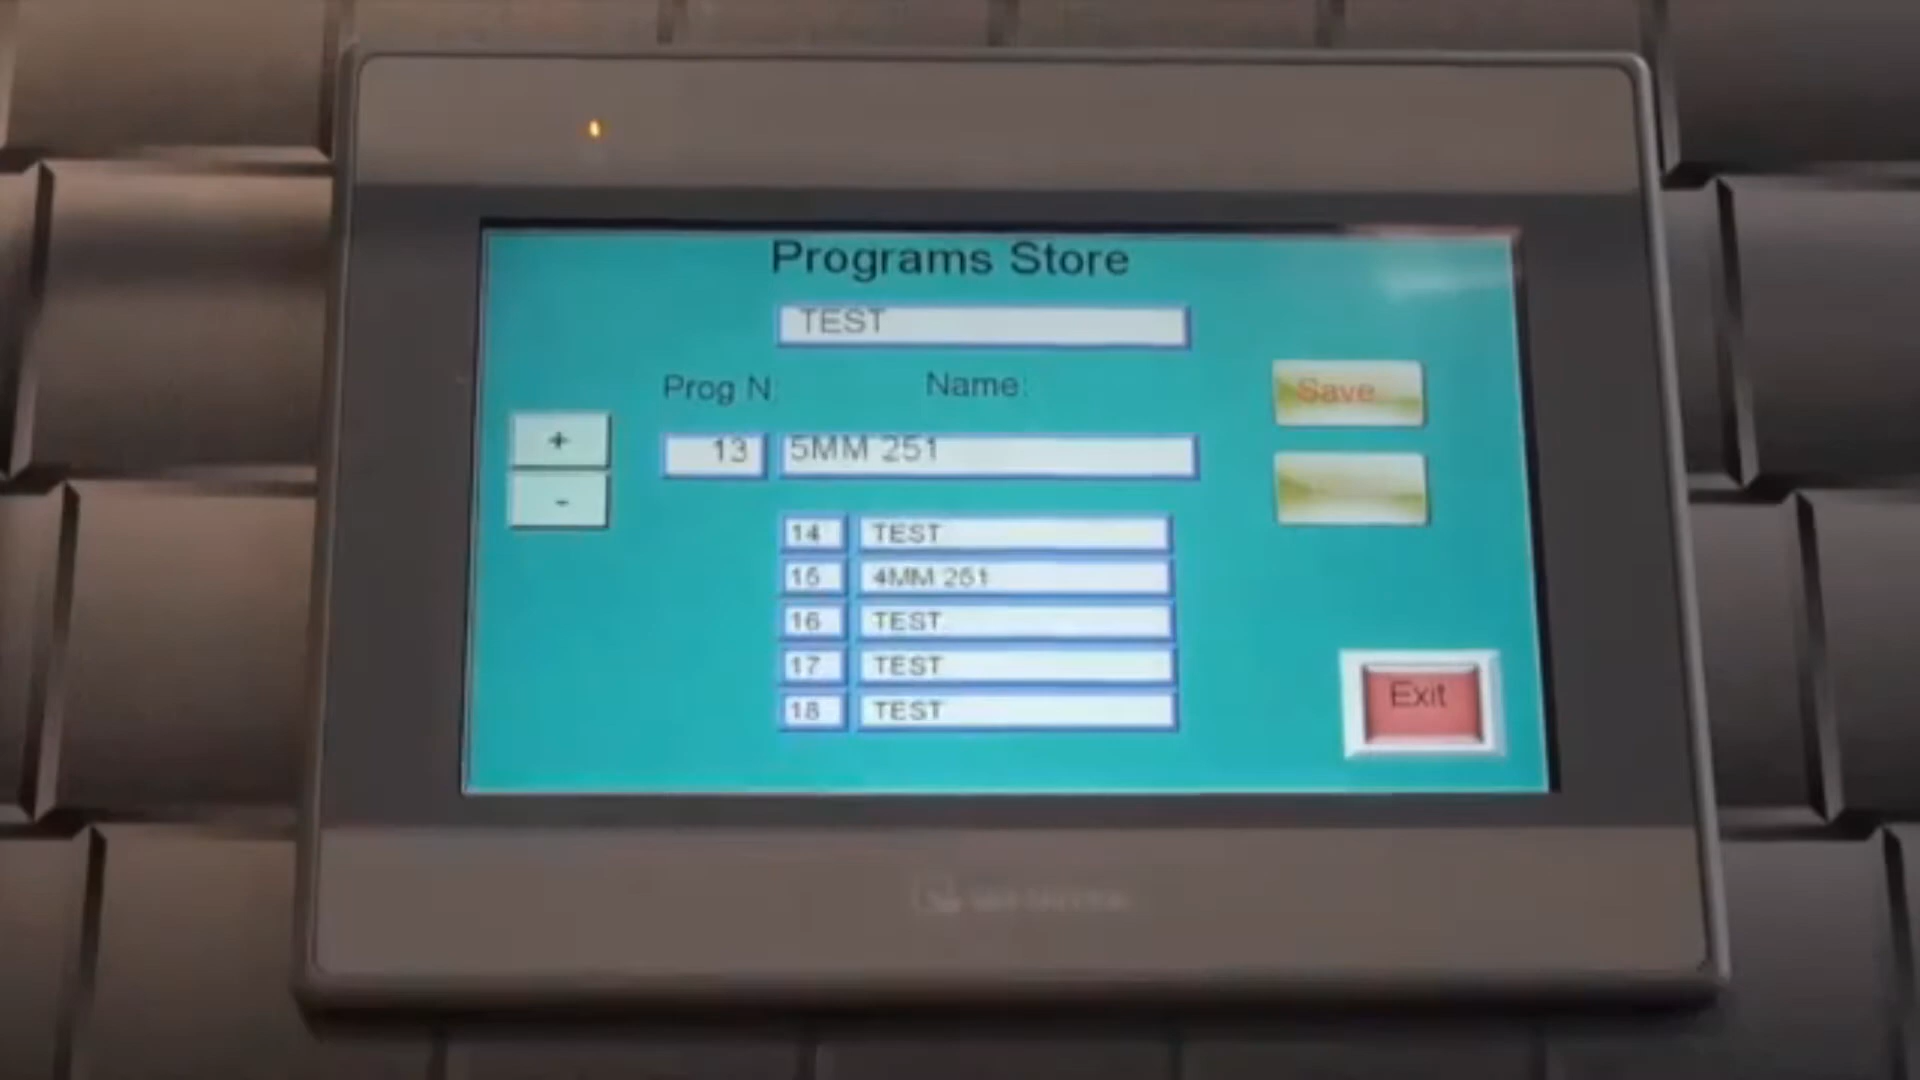 Programs Store
TEST
Prog N: Name:
+
13 5MM 251
-
Save
14 TEST
15 4MM 251
16 TEST
17 TEST
18 TEST
Exit